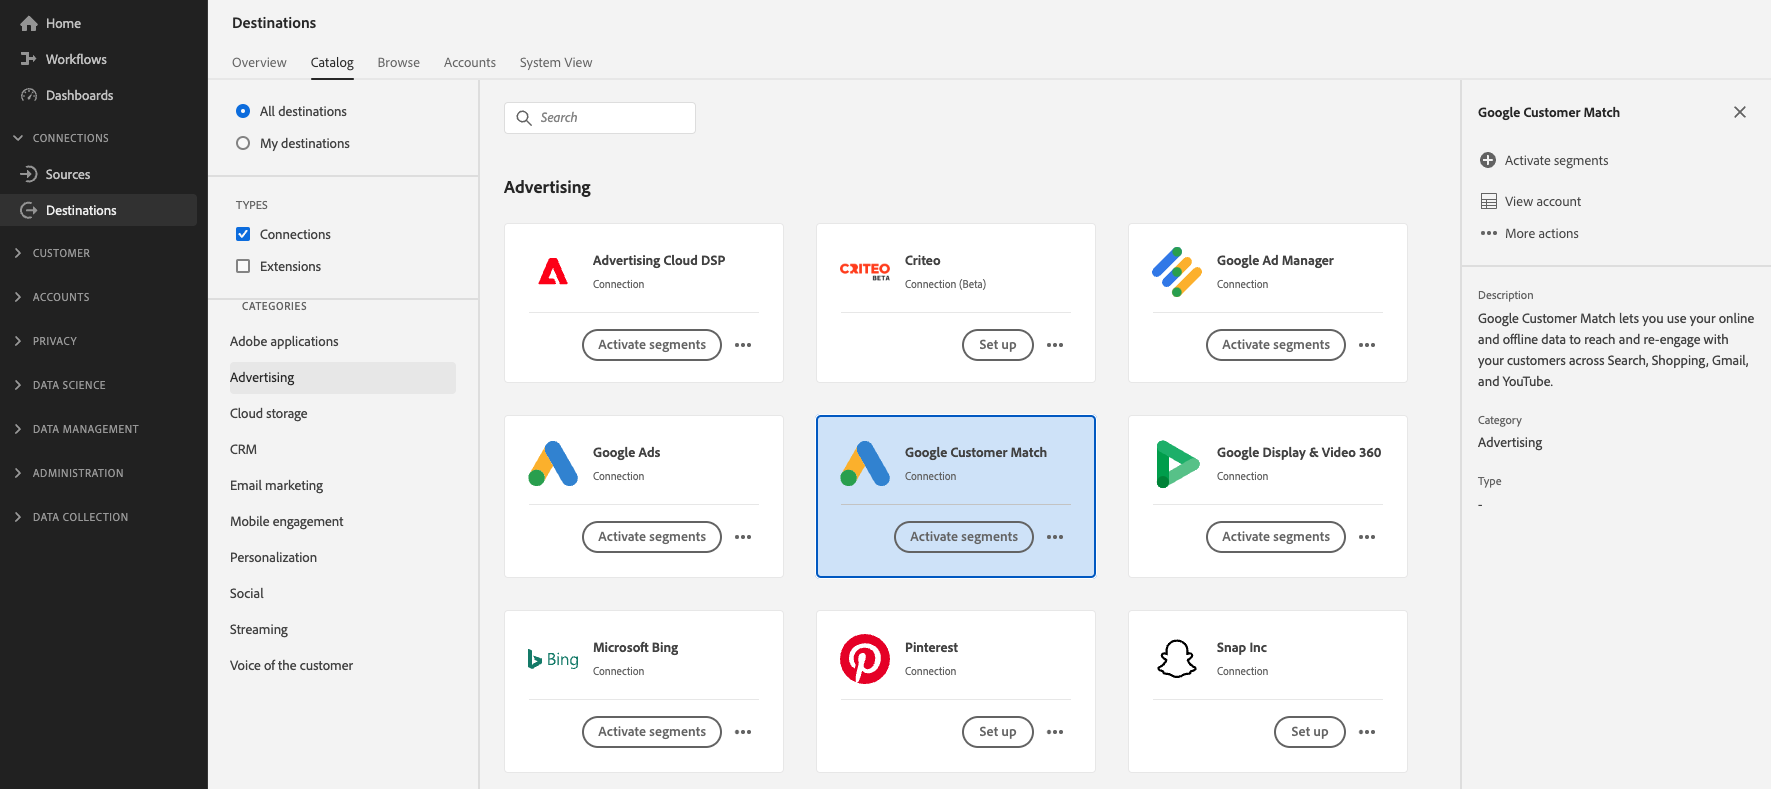 Home
Workflows
Dashboards
CONNECTIONS
Sources
Destinations
CUSTOMER
ACCOUNTS
PRIVACY
DATA SCIENCE
DATA MANAGEMENT
ADMINISTRATION
DATA COLLECTION
Destinations
Overview Catalog Browse Accounts System View
All destinations
My destinations
TYPES
Connections
Extensions
CATEGORIES
Adobe applications
Advertising
Cloud storage
CRM
Email marketing
Mobile engagement
Personalization
Social
Streaming
Voice of the customer
Search
Advertising
Advertising Cloud DSP
Connection
Activate segments
CRITEO
BETA
Criteo
Connection (Beta)
Set up
Google Ad Manager
Connection
Activate segments
Google Ads
Connection
Activate segments
Google Customer Match
Connection
Activate segments
Google Display & Video 360
Connection
Activate segments
Bing
Microsoft Bing
Connection
Activate segments
Pinterest
Connection
Set up
Snap Inc
Connection
Set up
Google Customer Match
Activate segments
View account
More actions
Description
Google Customer Match lets you use your online
and offline data to reach and re-engage with
your customers across Search, Shopping, Gmail,
and YouTube.
Category
Advertising
Type
-